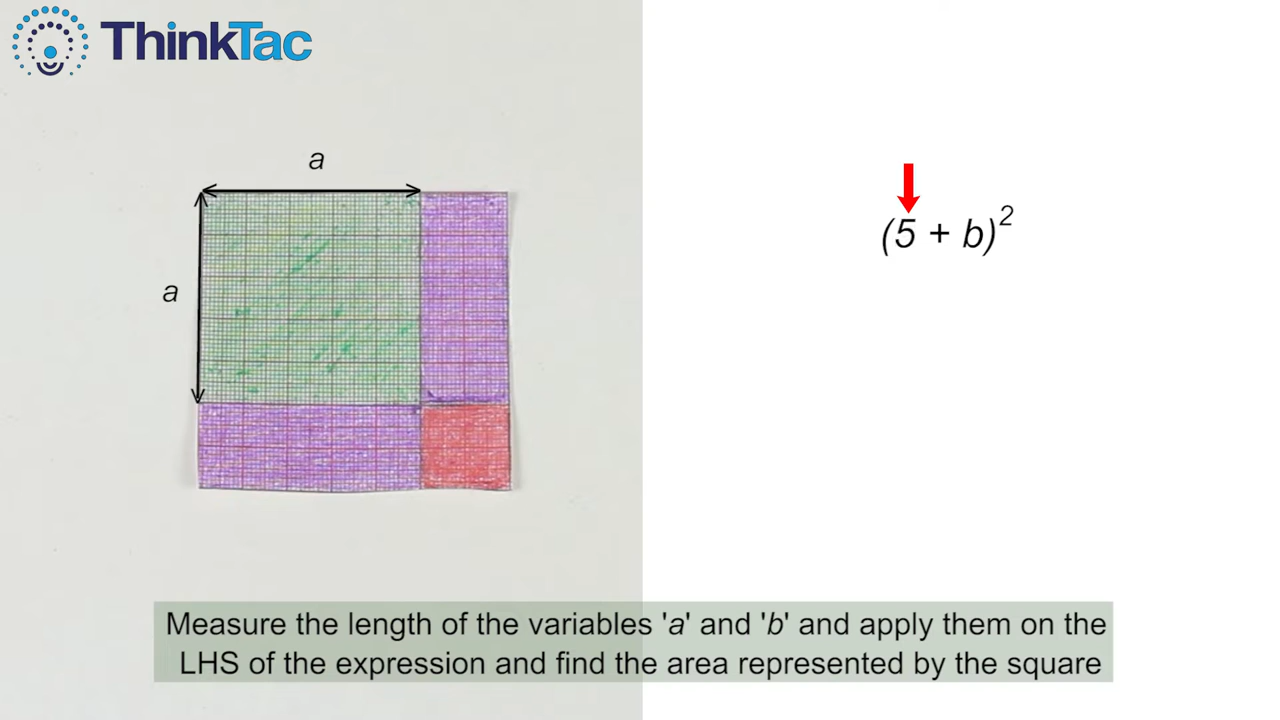 ThinkTac
a
a
(5 + b)²
Measure the length of the variables 'a' and 'b' and apply them on the
LHS of the expression and find the area represented by the square